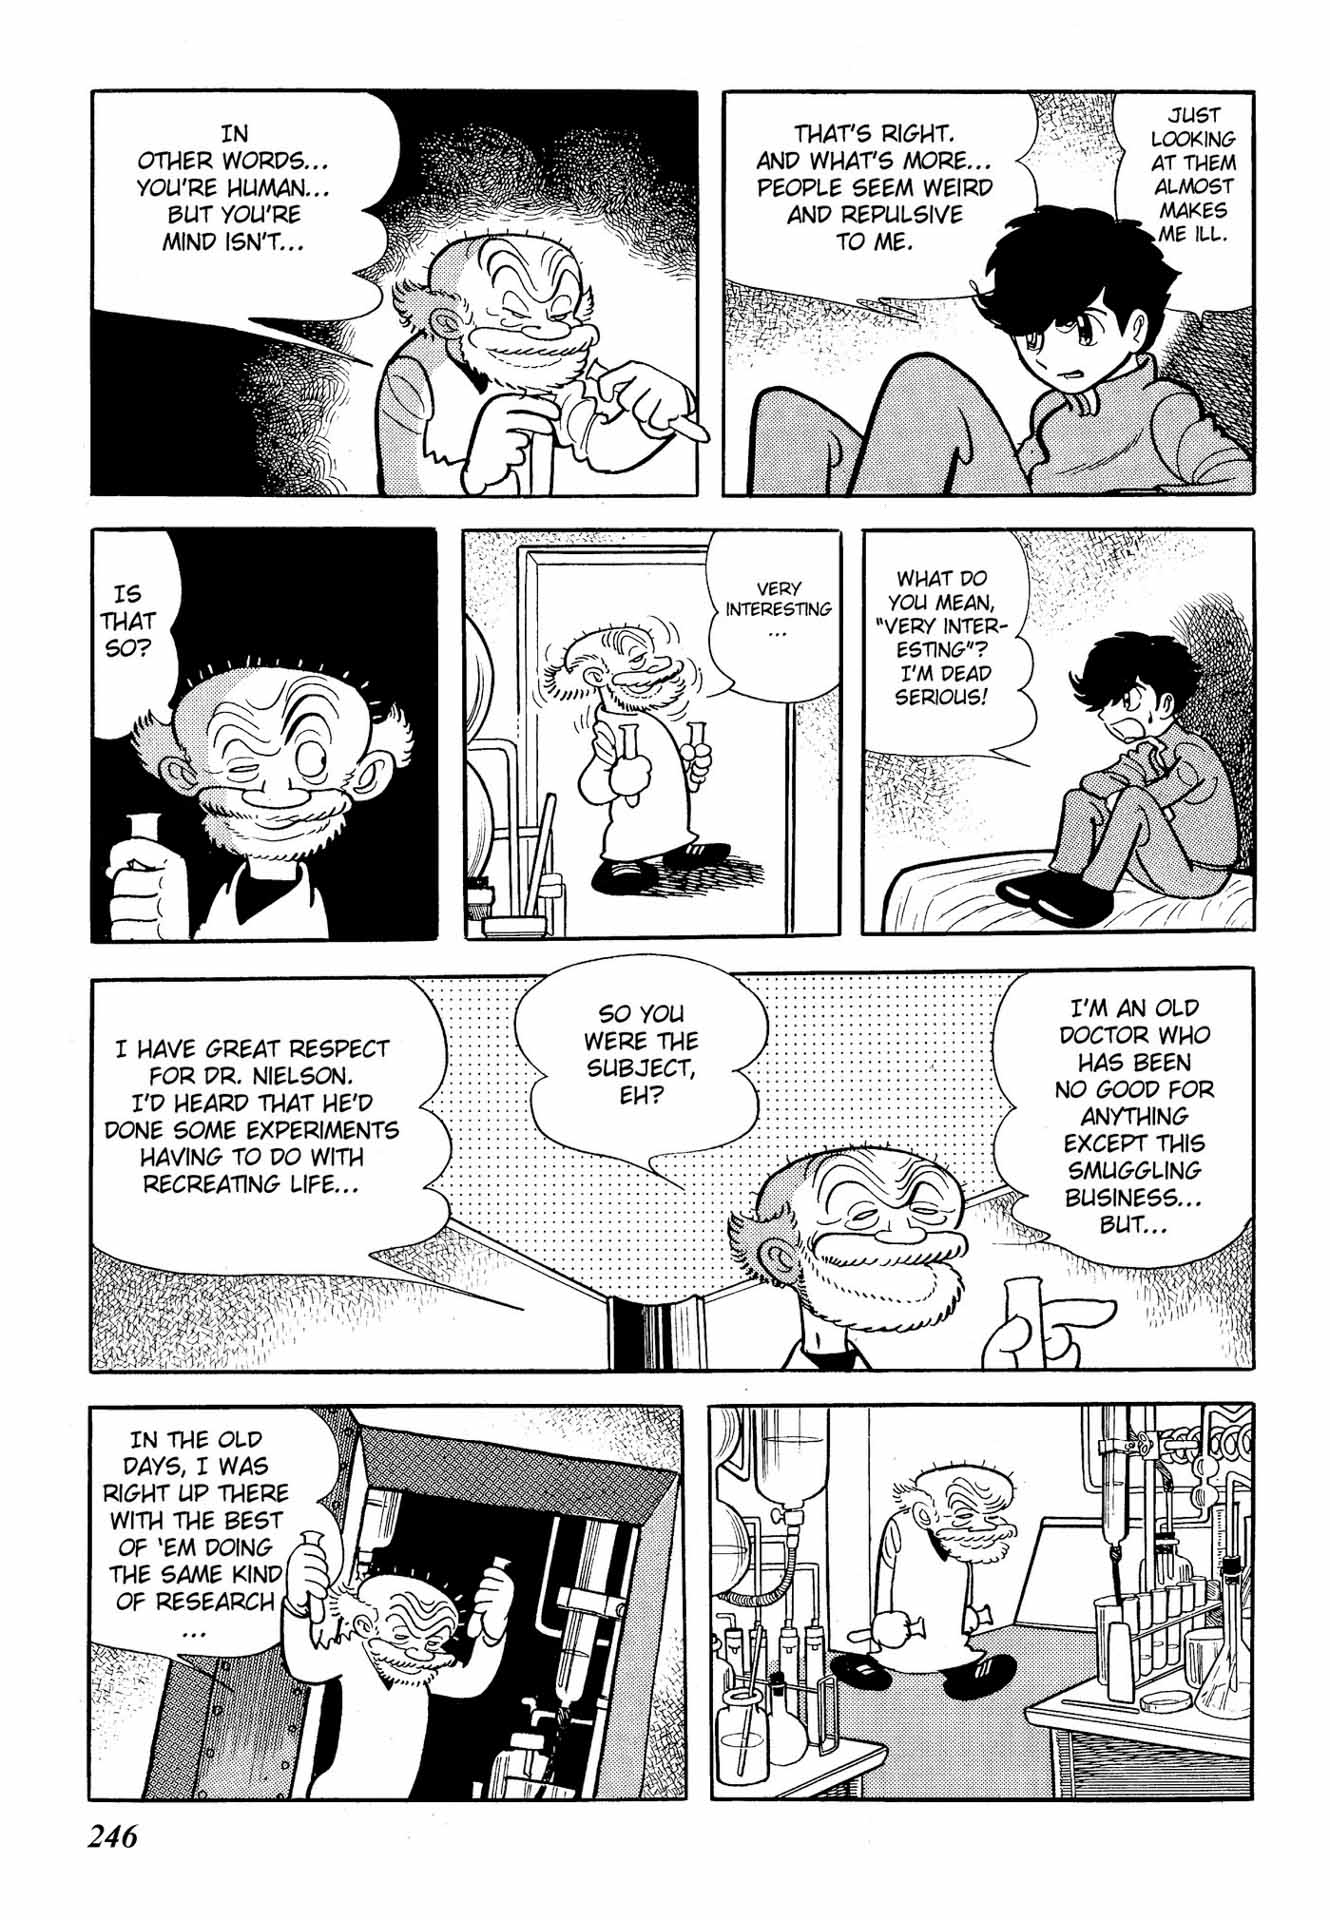 IN
OTHER WORDS...
YOU'RE HUMAN...
BUT YOU'RE
MIND ISN'T...
THAT'S RIGHT.
AND WHAT'S MORE...
PEOPLE SEEM WEIRD
AND REPULSIVE
TO ME.
JUST
LOOKING
AT THEM
ALMOST
MAKES
ME ILL.
IS
THAT
SO?
VERY
INTERESTING
...
WHAT DO
YOU MEAN,
"VERY INTER-
ESTING"?
I'M DEAD
SERIOUS!
I HAVE GREAT RESPECT
FOR DR. NIELSON.
I'D HEARD THAT HE'D
DONE SOME EXPERIMENTS
HAVING TO DO WITH
RECREATING LIFE...
SO YOU
WERE THE
SUBJECT,
EH?
I'M AN OLD
DOCTOR WHO
HAS BEEN
NO GOOD FOR
ANYTHING
EXCEPT THIS
SMUGGLING
BUSINESS...
BUT...
IN THE OLD
DAYS, I WAS
RIGHT UP THERE
WITH THE BEST
OF 'EM DOING
THE SAME KIND
OF RESEARCH
...
246